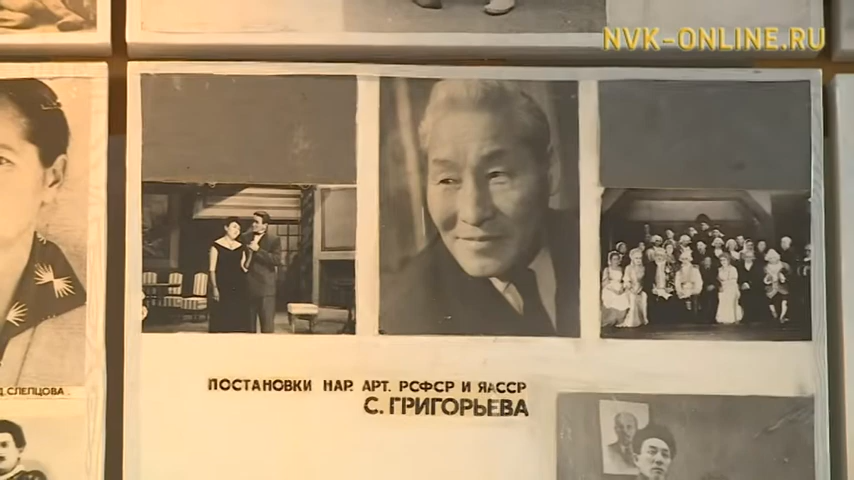 NVK-ONLINE.RU
ПОСТАНОВКИ НАР. АРТ. РСФСР И ЯАССР
С. ГРИГОРЬЕВА
СЛЕПЦОВА.